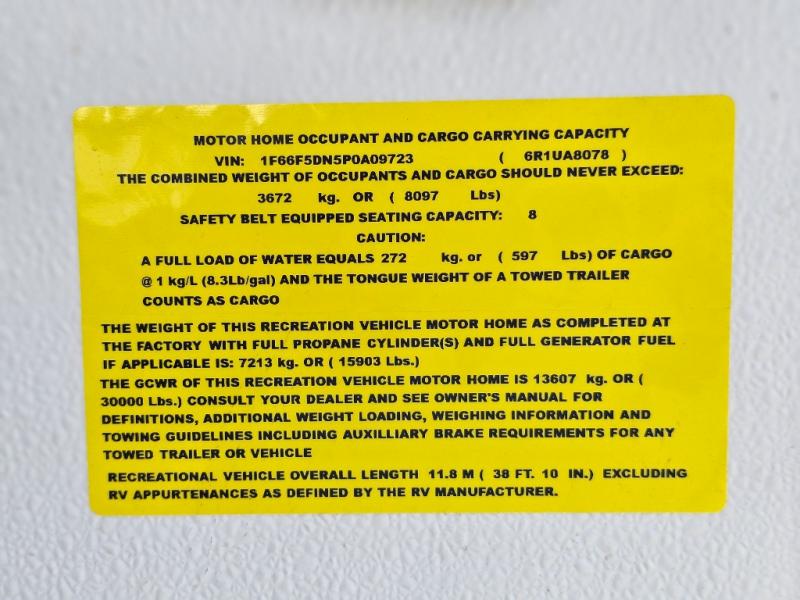 MOTOR HOME OCCUPANT AND CARGO CARRYING CAPACITY
VIN: 1F66F5DN5P0A09723 ( 6R1UA8078 )
THE COMBINED WEIGHT OF OCCUPANTS AND CARGO SHOULD NEVER EXCEED:
3672 kg. OR ( 8097 Lbs)
SAFETY BELT EQUIPPED SEATING CAPACITY: 8
CAUTION:
A FULL LOAD OF WATER EQUALS 272 kg. or ( 597 Lbs) OF CARGO
@ 1 kg/L (8.3Lb/gal) AND THE TONGUE WEIGHT OF A TOWED TRAILER
COUNTS AS CARGO
THE WEIGHT OF THIS RECREATION VEHICLE MOTOR HOME AS COMPLETED AT
THE FACTORY WITH FULL PROPANE CYLINDER(S) AND FULL GENERATOR FUEL
IF APPLICABLE IS: 7213 kg. OR ( 15903 Lbs.)
THE GCWR OF THIS RECREATION VEHICLE MOTOR HOME IS 13607 kg. OR (
30000 Lbs.) CONSULT YOUR DEALER AND SEE OWNER'S MANUAL FOR
DEFINITIONS, ADDITIONAL WEIGHT LOADING, WEIGHING INFORMATION AND
TOWING GUIDELINES INCLUDING AUXILLIARY BRAKE REQUIREMENTS FOR ANY
TOWED TRAILER OR VEHICLE
RECREATIONAL VEHICLE OVERALL LENGTH 11.8 M ( 38 FT. 10 IN.) EXCLUDING
RV APPURTENANCES AS DEFINED BY THE RV MANUFACTURER.